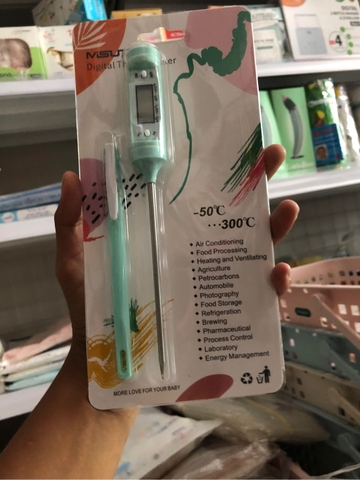 Digital
-50℃
...300℃
Air Conditioning
Food Processing
Heating and Ventilating
Agriculture
Petrocarbons
Automobile
Photography
Food Storage
Refrigeration
Brewing
Pharmaceutical
Process Control
Laboratory
Energy Management
MORE LOVE FOR YOUR BABY